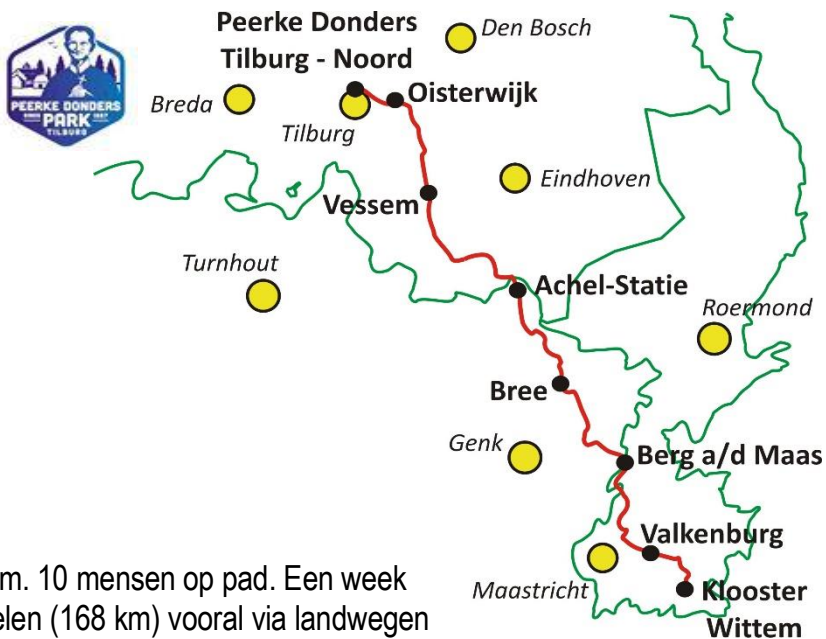 Peerke Donders
Tilburg - Noord
Den Bosch
PEERKE DONDERS
PARK
TILBURG
Breda
Oisterwijk
Tilburg
Eindhoven
Vessem
Turnhout
Achel-Statie
Roermond
Bree
Genk
Berg a/d Maas
Valkenburg
Maastricht
Klooster
Wittem
m. 10 mensen op pad. Een week
elen (168 km) vooral via landwegen